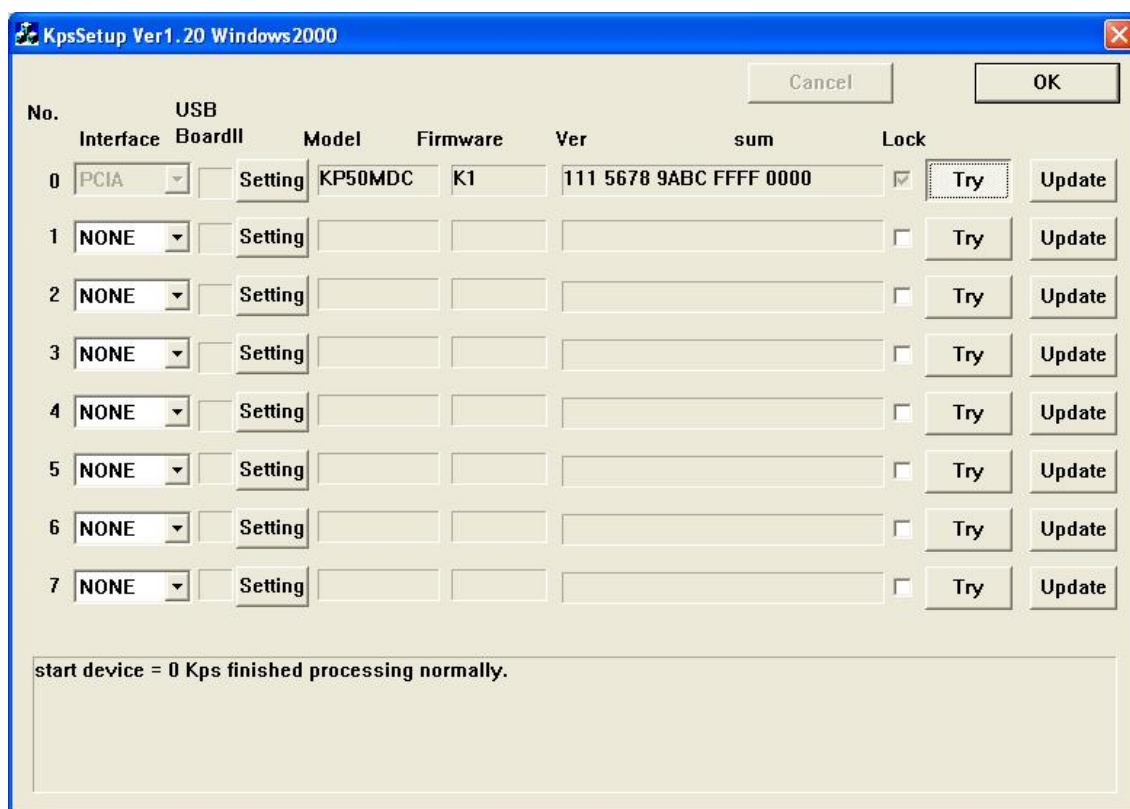 KpsSetup Ver1.20 Windows2000
Cancel OK
No. USB
Interface BoardII Model Firmware Ver sum Lock
0 PCIA Setting KP50MDC K1 111 5678 9ABC FFFF 0000 Try Update
1 NONE Setting Try Update
2 NONE Setting Try Update
3 NONE Setting Try Update
4 NONE Setting Try Update
5 NONE Setting Try Update
6 NONE Setting Try Update
7 NONE Setting Try Update
start device = 0 Kps finished processing normally.